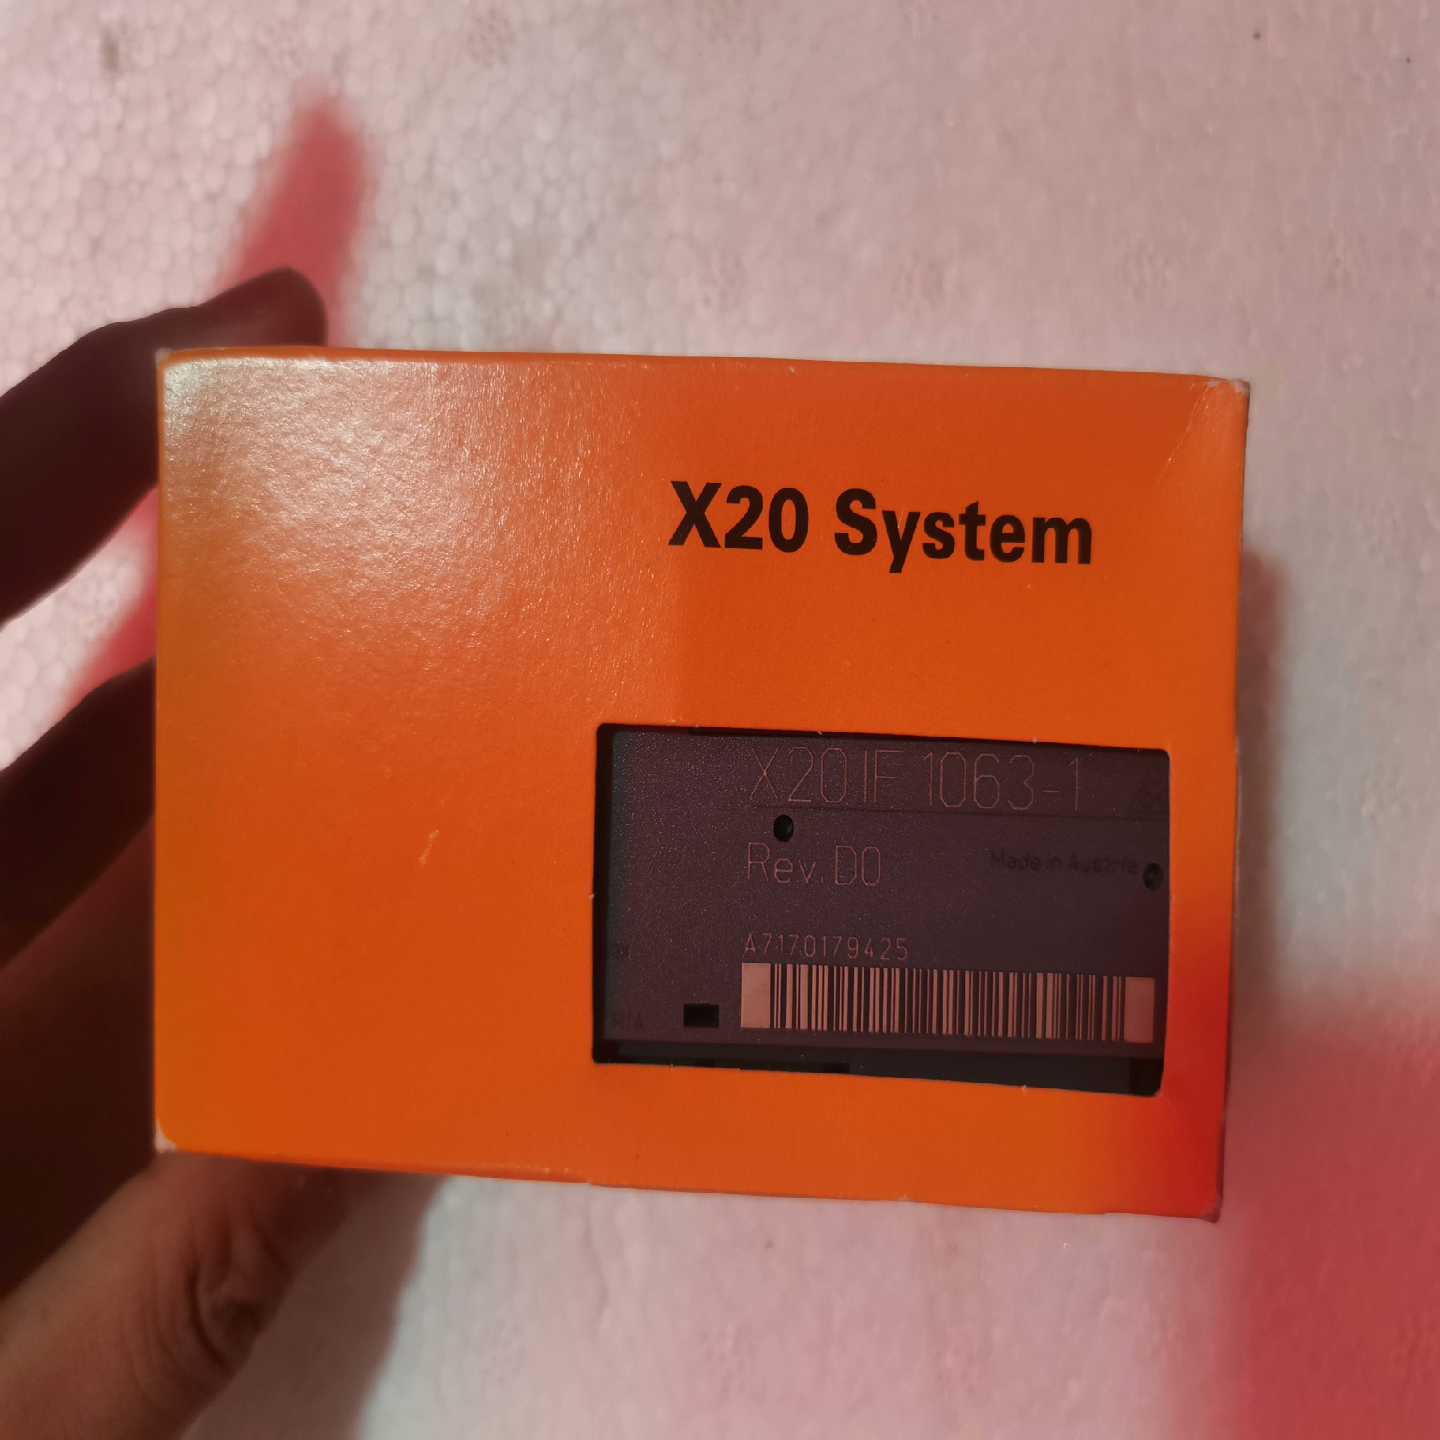 X20 System
X20IF1063-1
Rev. D0
Made in Austria
A7170179425